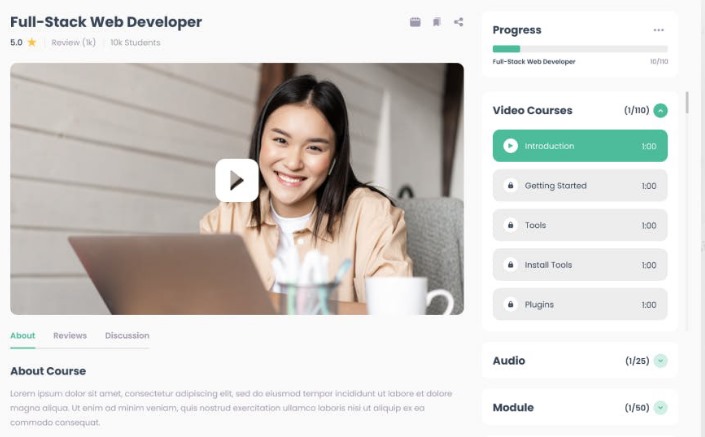 Full-Stack Web Developer
5.0 Review (1k) 10k Students
About Reviews Discussion
About Course
Lorem ipsum dolor sit amet, consectetur adipiscing elit, sed do eiusmod tempor incididunt ut labore et dolore
magna aliqua. Ut enim ad minim veniam, quis nostrud exercitation ullamco laboris nisi ut aliquip ex ea
commodo consequat.
Progress
Full-Stack Web Developer 10/110
Video Courses (1/110)
Introduction 1:00
Getting Started 1:00
Tools 1:00
Install Tools 1:00
Plugins 1:00
Audio (1/25)
Module (1/50)